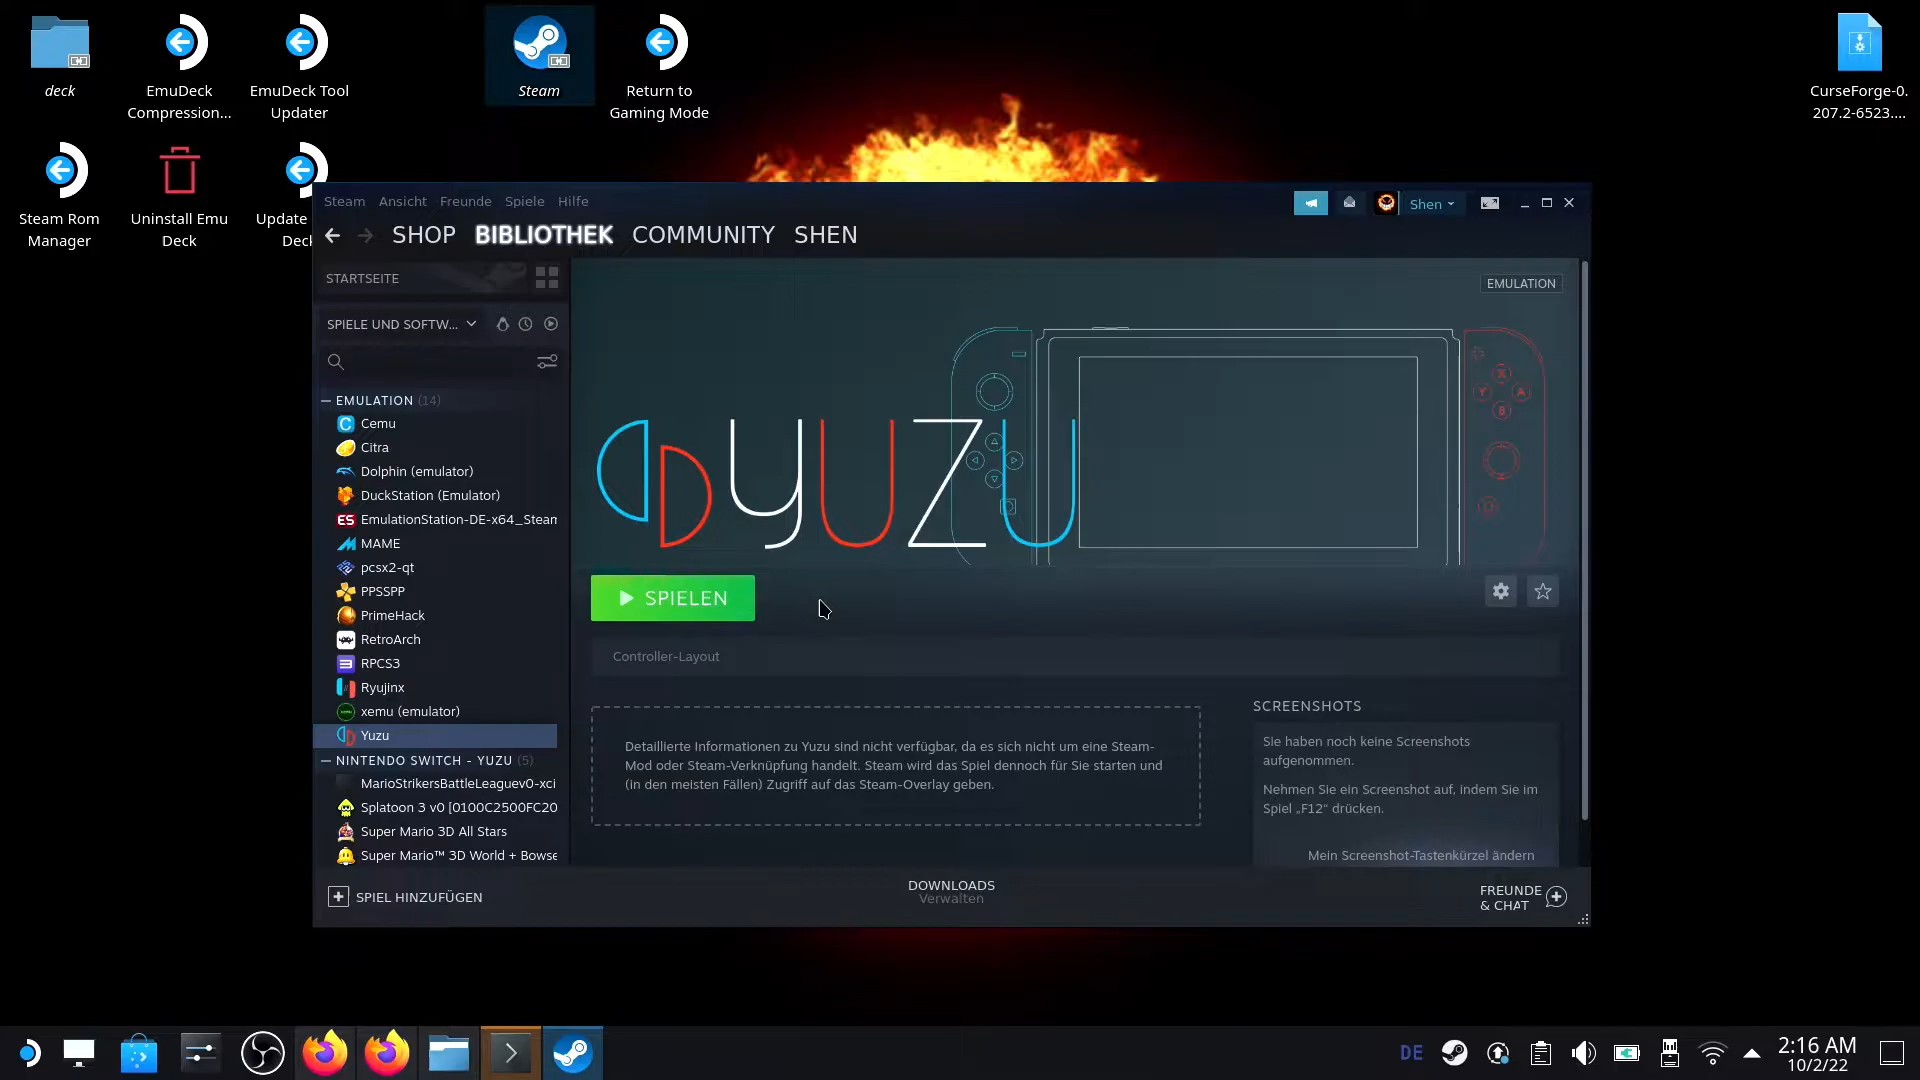 deck
EmuDeck
Compression...
EmuDeck Tool
Updater
Steam
Return to
Gaming Mode
CurseForge-0.
207.2-6523....
Steam Rom
Manager
Uninstall Emu
Deck
Update
Deck
Steam Ansicht Freunde Spiele Hilfe
Shen
SHOP BIBLIOTHEK COMMUNITY SHEN
STARTSEITE
EMULATION
SPIELE UND SOFTW...
EMULATION (14)
Cemu
Citra
Dolphin (emulator)
DuckStation (Emulator)
EmulationStation-DE-x64_Steam
MAME
pcsx2-qt
PPSSPP
PrimeHack
RetroArch
RPCS3
Ryujinx
xemu (emulator)
Yuzu
NINTENDO SWITCH - YUZU (5)
MarioStrikersBattleLeaguev0-xci
Splatoon 3 v0 [0100C2500FC20
Super Mario 3D All Stars
Super Mario™ 3D World + Bowse
SPIEL HINZUFÜGEN
YUZU
X
Y A
B
SPIELEN
Controller-Layout
Detaillierte Informationen zu Yuzu sind nicht verfügbar, da es sich nicht um eine Steam-
Mod oder Steam-Verknüpfung handelt. Steam wird das Spiel dennoch für Sie starten und
(in den meisten Fällen) Zugriff auf das Steam-Overlay geben.
SCREENSHOTS
Sie haben noch keine Screenshots
aufgenommen.
Nehmen Sie ein Screenshot auf, indem Sie im
Spiel „F12“ drücken.
Mein Screenshot-Tastenkürzel ändern
DOWNLOADS
Verwalten
FREUNDE
& CHAT
DE
2:16 AM
10/2/22